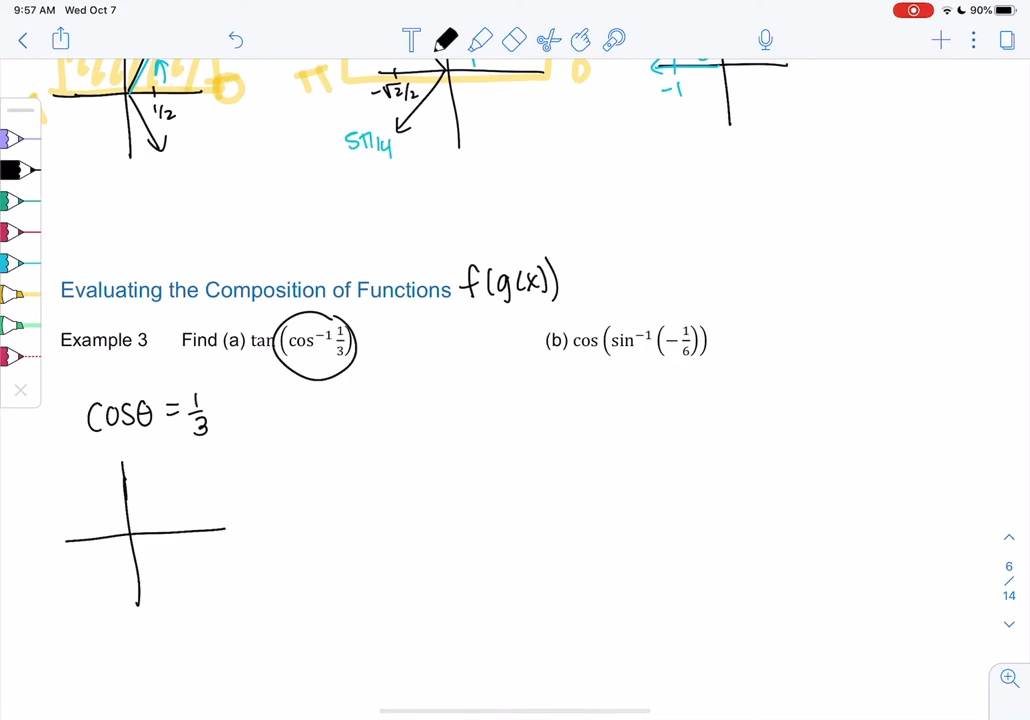 9:57 AM Wed Oct 7
90%
T
1/2
π
-√2/2
0
5π/4
-1
Evaluating the Composition of Functions f(g(x))
Example 3 Find (a) tan (cos⁻¹ 1/3) (b) cos (sin⁻¹ (−1/6))
cosθ = 1/3
6
/
14